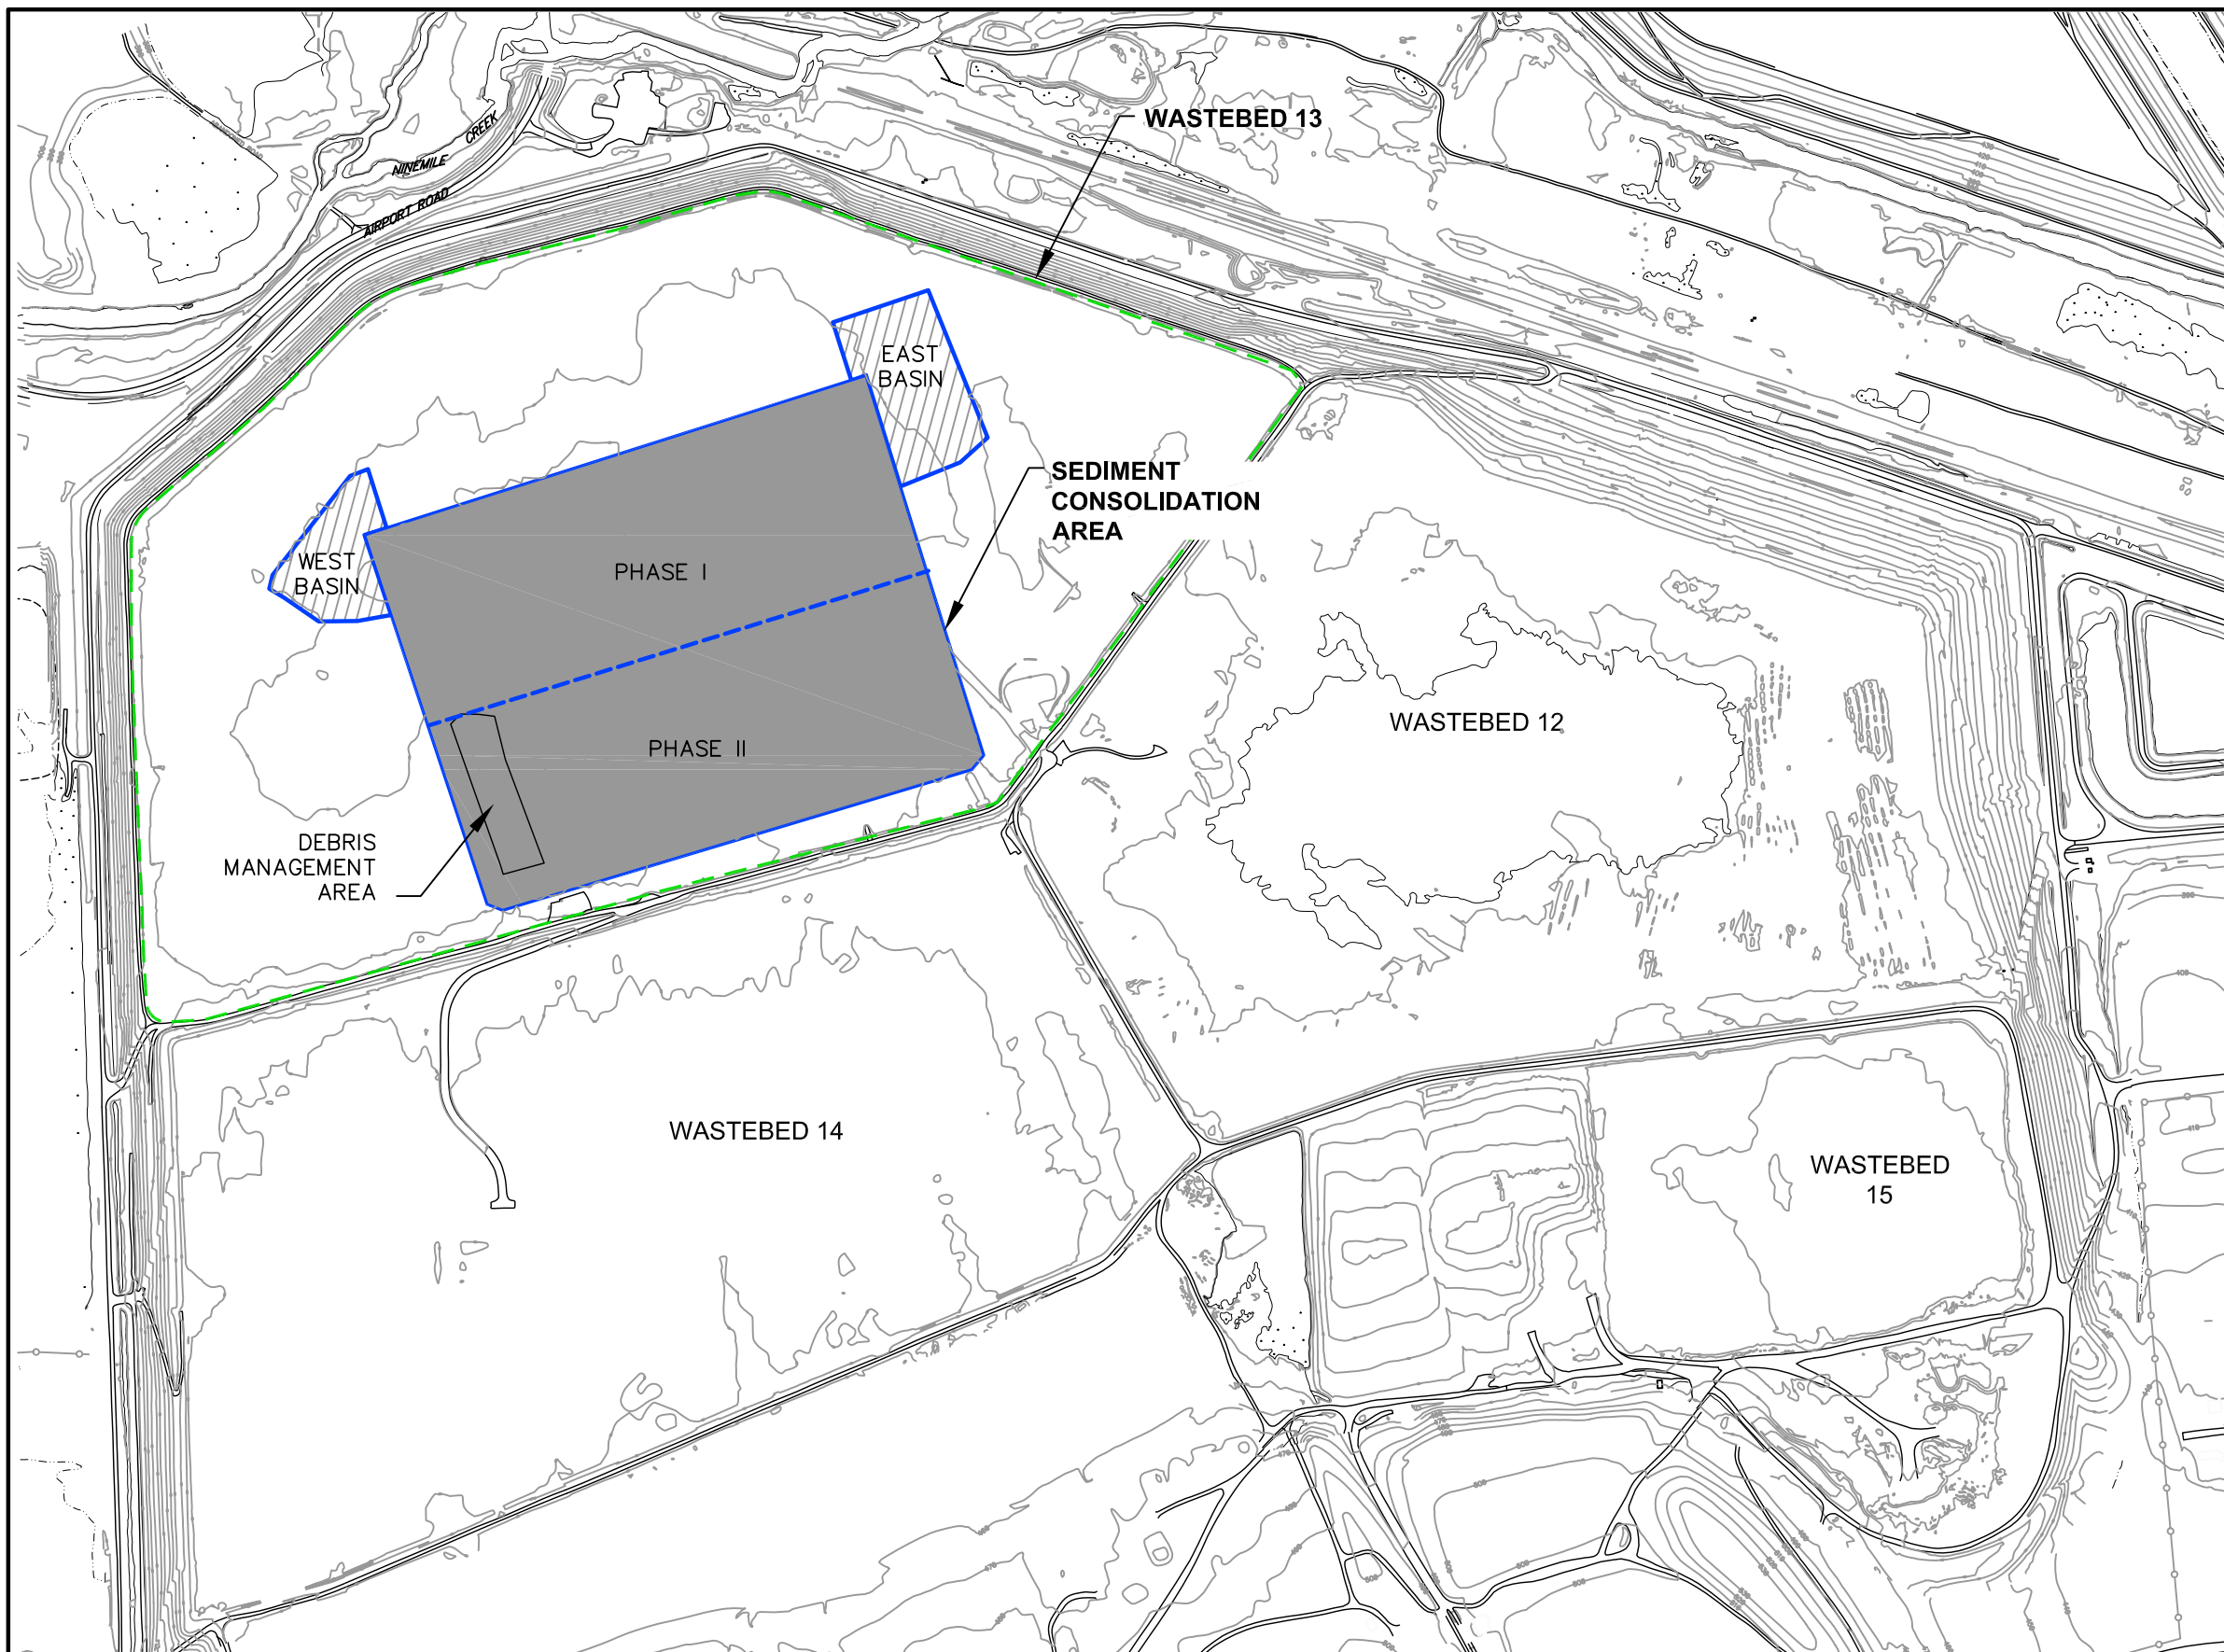 WASTEBED 13
NINEMILE CREEK
AIRPORT ROAD
EAST
BASIN
SEDIMENT
CONSOLIDATION
AREA
WEST
BASIN
PHASE I
PHASE II
WASTEBED 12
DEBRIS
MANAGEMENT
AREA
WASTEBED 14
WASTEBED
15